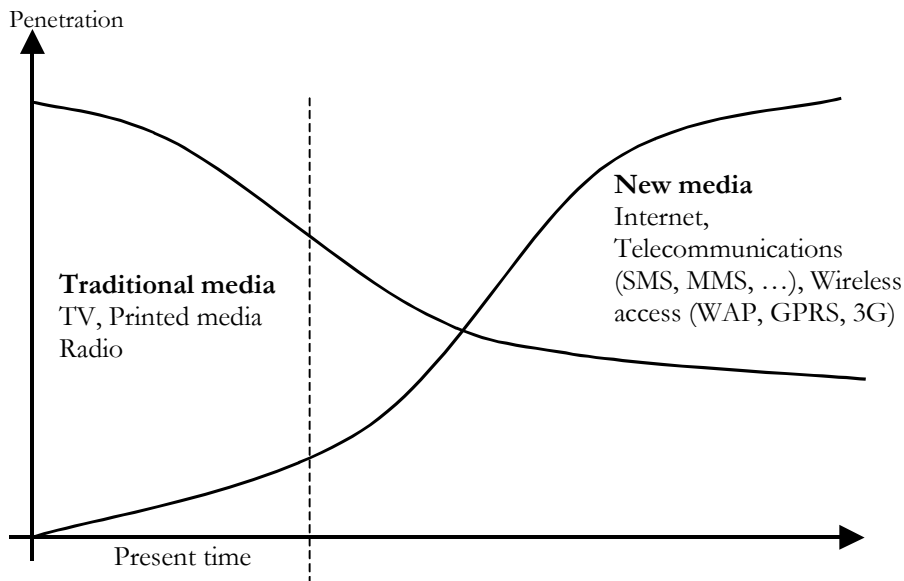 Penetration
New media
Internet,
Telecommunications
(SMS, MMS, …), Wireless
access (WAP, GPRS, 3G)
Traditional media
TV, Printed media
Radio
Present time